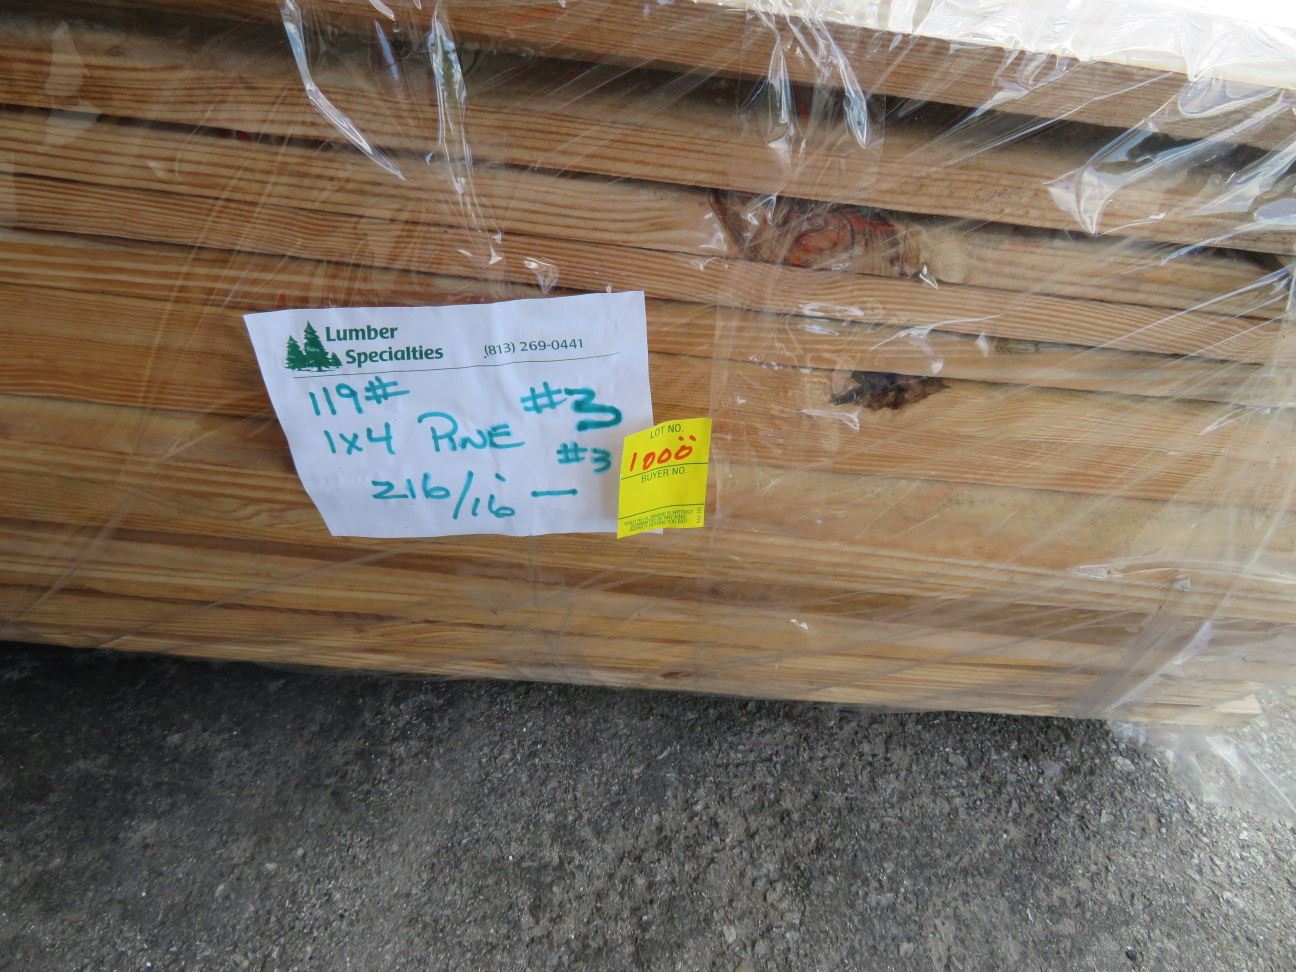 Lumber
Specialties
(813) 269-0441
119# #3
1x4 PINE #3
216/16 —
LOT NO.
1000
BUYER NO.